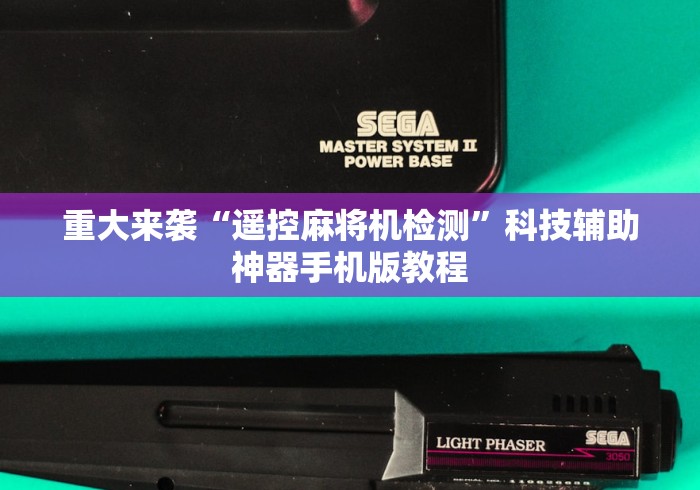 SEGA
MASTER SYSTEM II
POWER BASE
重大来袭“遥控麻将机检测”科技辅助
神器手机版教程
LIGHT PHASER
SEGA
3050